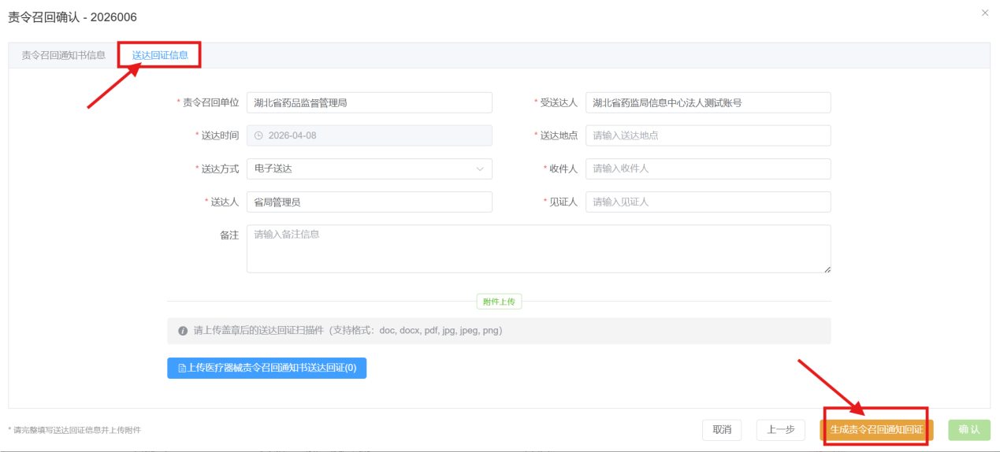 责令召回确认 - 2026006
责令召回通知书信息 送达回证信息
* 责令召回单位 湖北省药品监督管理局 * 受送达人 湖北省药监局信息中心法人测试账号
* 送达时间 2026-04-08 * 送达地点 请输入送达地点
* 送达方式 电子送达 * 收件人 请输入收件人
* 送达人 省局管理员 * 见证人 请输入见证人
备注 请输入备注信息
附件上传
请上传盖章后的送达回证扫描件（支持格式：doc, docx, pdf, jpg, jpeg, png）
上传医疗器械责令召回通知书送达回证(0)
* 请完整填写送达回证信息并上传附件 取消 上一步 生成责令召回通知回证 确 认